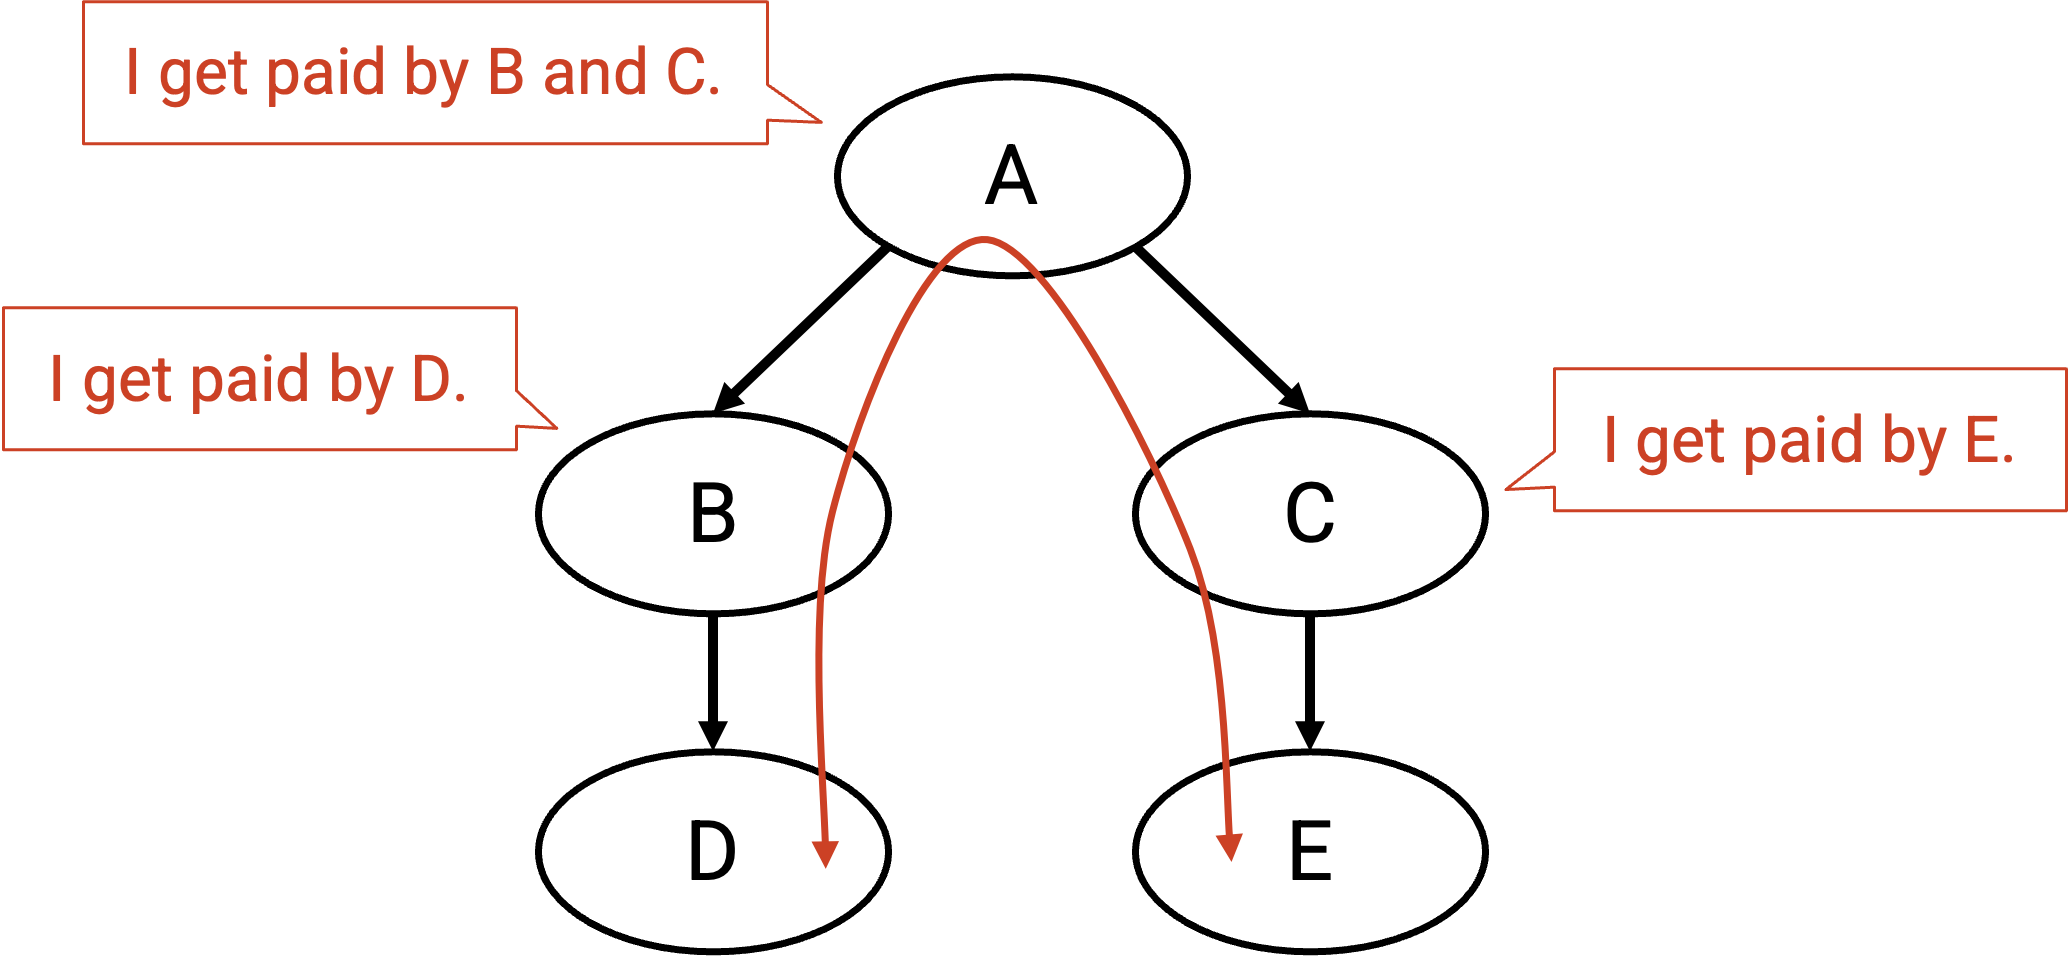 I get paid by B and C.
A
I get paid by D.
I get paid by E.
B
C
D
E